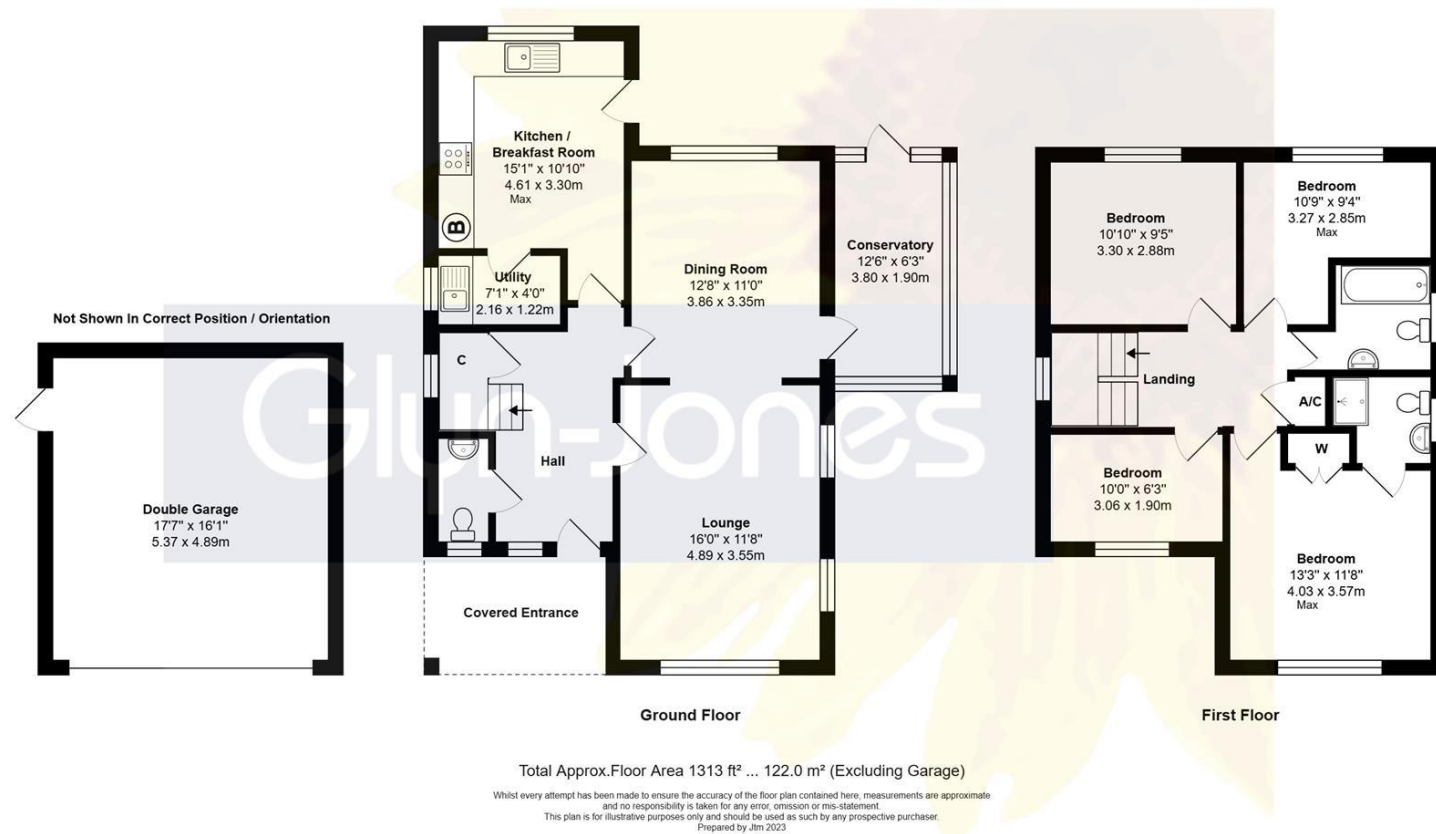 Kitchen /
Breakfast Room
15'1" x 10'10"
4.61 x 3.30m
Max
B
Utility
7'1" x 4'0"
2.16 x 1.22m
Dining Room
12'8" x 11'0"
3.86 x 3.35m
Conservatory
12'6" x 6'3"
3.80 x 1.90m
Bedroom
10'10" x 9'5"
3.30 x 2.88m
Bedroom
10'9" x 9'4"
3.27 x 2.85m
Max
Not Shown In Correct Position / Orientation
C
Landing
A/C
W
Glyn-Jones
Hall
Bedroom
10'0" x 6'3"
3.06 x 1.90m
Double Garage
17'7" x 16'1"
5.37 x 4.89m
Lounge
16'0" x 11'8"
4.89 x 3.55m
Bedroom
13'3" x 11'8"
4.03 x 3.57m
Max
Covered Entrance
Ground Floor
First Floor
Total Approx.Floor Area 1313 ft² ... 122.0 m² (Excluding Garage)
Whilst every attempt has been made to ensure the accuracy of the floor plan contained here, measurements are approximate
and no responsibility is taken for any error, omission or mis-statement.
This plan is for illustrative purposes only and should be used as such by any prospective purchaser.
Prepared by Jtm 2023